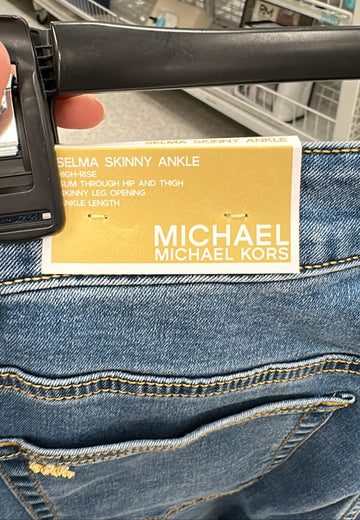 SELMA SKINNY ANKLE
SELMA SKINNY ANKLE
HIGH-RISE
SLIM THROUGH HIP AND THIGH
SKINNY LEG OPENING
ANKLE LENGTH
MICHAEL
MICHAEL KORS